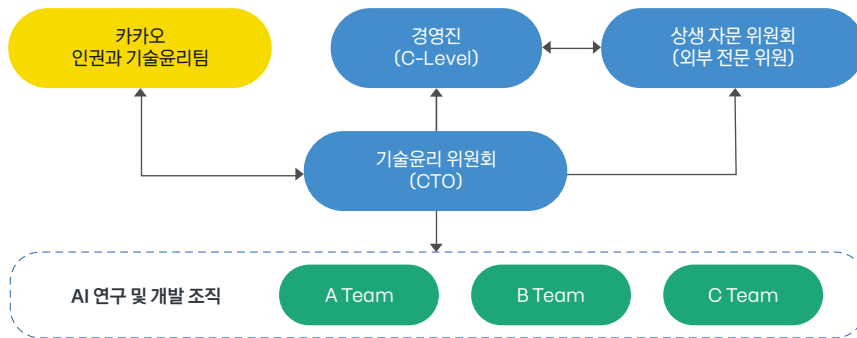 카카오
인권과 기술윤리팀
경영진
(C-Level)
상생 자문 위원회
(외부 전문 위원)
기술윤리 위원회
(CTO)
AI 연구 및 개발 조직
A Team
B Team
C Team